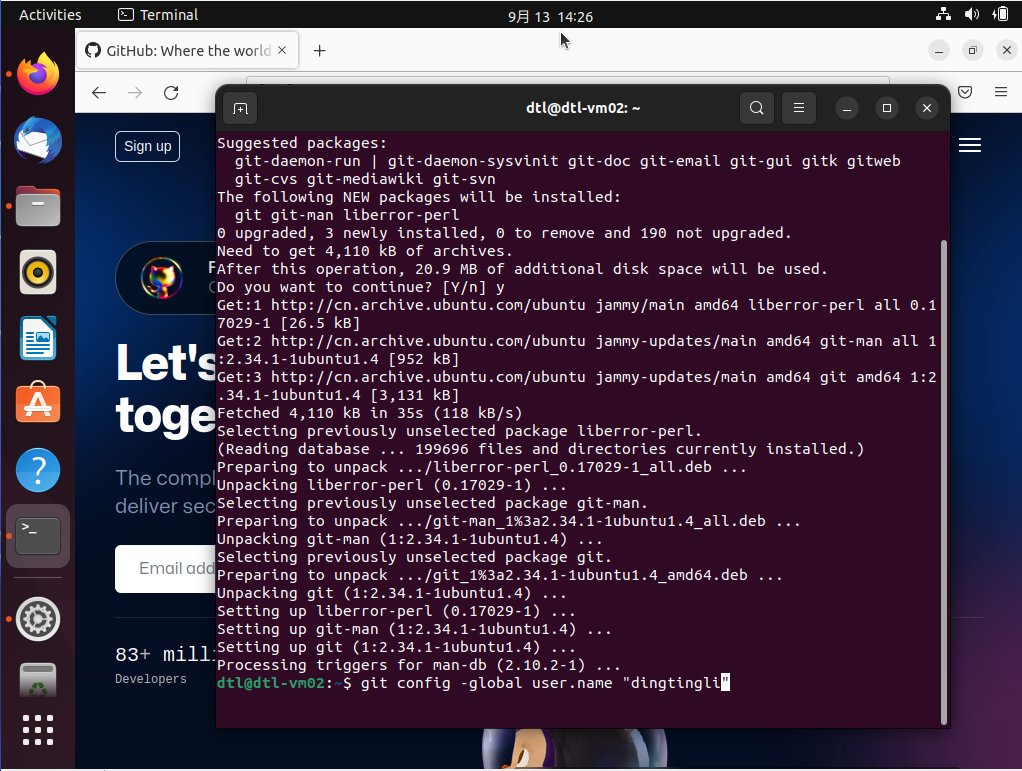 Activities
Terminal
9月 13 14:26
GitHub: Where the world
dtl@dtl-vm02: ~
Sign up
Let's
toge
The compl
deliver sec
Email add
83+ milli
Developers
Suggested packages:
git-daemon-run | git-daemon-sysvinit git-doc git-email git-gui gitk gitweb
git-cvs git-mediawiki git-svn
The following NEW packages will be installed:
git git-man liberror-perl
0 upgraded, 3 newly installed, 0 to remove and 190 not upgraded.
Need to get 4,110 kB of archives.
After this operation, 20.9 MB of additional disk space will be used.
Do you want to continue? [Y/n] y
Get:1 http://cn.archive.ubuntu.com/ubuntu jammy/main amd64 liberror-perl all 0.1
7029-1 [26.5 kB]
Get:2 http://cn.archive.ubuntu.com/ubuntu jammy-updates/main amd64 git-man all 1
:2.34.1-1ubuntu1.4 [952 kB]
Get:3 http://cn.archive.ubuntu.com/ubuntu jammy-updates/main amd64 git amd64 1:2
.34.1-1ubuntu1.4 [3,131 kB]
Fetched 4,110 kB in 35s (118 kB/s)
Selecting previously unselected package liberror-perl.
(Reading database ... 199696 files and directories currently installed.)
Preparing to unpack .../liberror-perl_0.17029-1_all.deb ...
Unpacking liberror-perl (0.17029-1) ...
Selecting previously unselected package git-man.
Preparing to unpack .../git-man_1%3a2.34.1-1ubuntu1.4_all.deb ...
Unpacking git-man (1:2.34.1-1ubuntu1.4) ...
Selecting previously unselected package git.
Preparing to unpack .../git_1%3a2.34.1-1ubuntu1.4_amd64.deb ...
Unpacking git (1:2.34.1-1ubuntu1.4) ...
Setting up liberror-perl (0.17029-1) ...
Setting up git-man (1:2.34.1-1ubuntu1.4) ...
Setting up git (1:2.34.1-1ubuntu1.4) ...
Processing triggers for man-db (2.10.2-1) ...
dtl@dtl-vm02:~$ git config -global user.name "dingtingli"